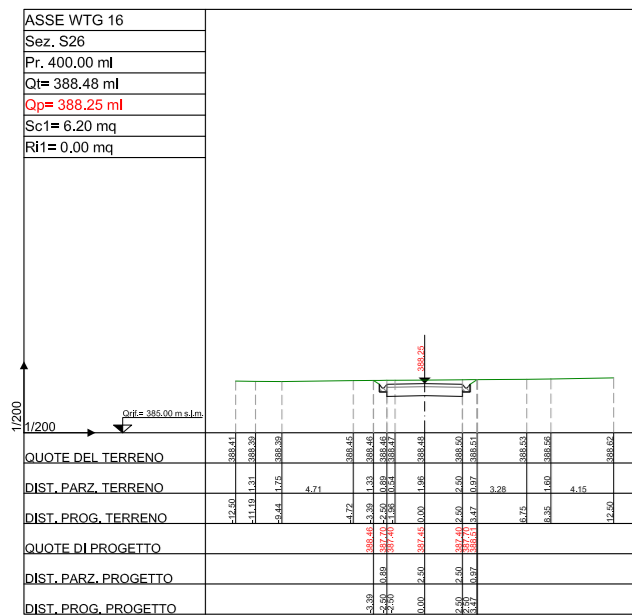 ASSE WTG 16
Sez. S26
Pr. 400.00 ml
Qt= 388.48 ml
Qp= 388.25 ml
Sc1= 6.20 mq
Ri1= 0.00 mq
388.25
1/200
1/200
Qrif.= 385.00 m s.l.m.
QUOTE DEL TERRENO 388.41 388.39 388.39 388.45 388.46 388.46 388.47 388.48 388.50 388.51 388.53 388.56 388.62
DIST. PARZ. TERRENO 1.31 1.75 4.71 1.33 0.89 0.54 1.96 2.50 0.97 3.28 1.60 4.15
DIST. PROG. TERRENO -12.50 -11.19 -9.44 -4.72 -3.39 -2.50 -1.96 0.00 2.50 3.47 6.75 8.35 12.50
QUOTE DI PROGETTO 388.46 387.70 387.40 387.45 387.40 387.70 388.51
DIST. PARZ. PROGETTO 0.89 2.50 2.50 0.97
DIST. PROG. PROGETTO -3.39 -2.50 -2.50 0.00 2.50 2.50 3.47